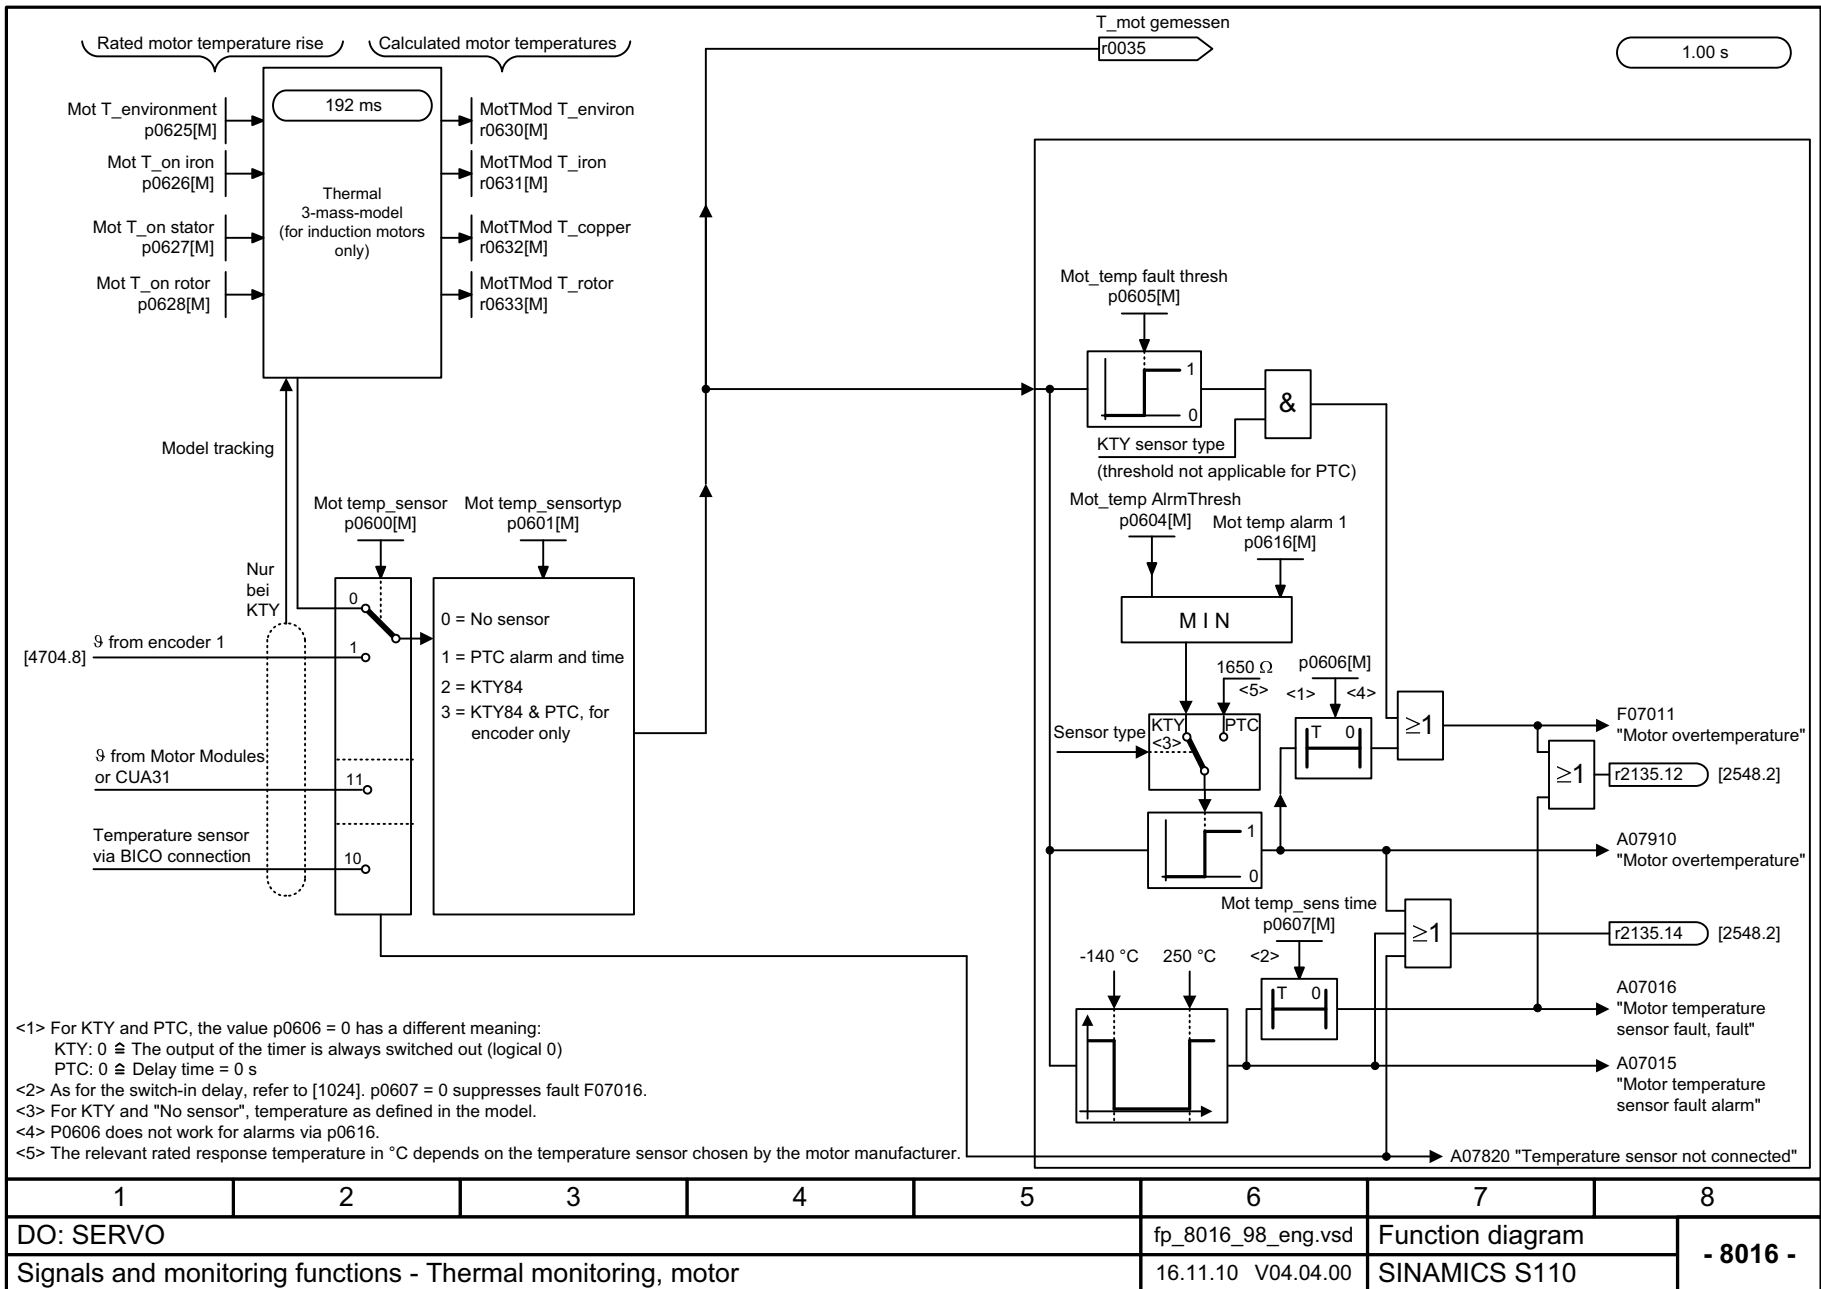 Rated motor temperature rise
Calculated motor temperatures
T_mot gemessen
r0035
1.00 s
192 ms
Mot T_environment
p0625[M]
Mot T_on iron
p0626[M]
Mot T_on stator
p0627[M]
Mot T_on rotor
p0628[M]
Thermal
3-mass-model
(for induction motors
only)
MotTMod T_environ
r0630[M]
MotTMod T_iron
r0631[M]
MotTMod T_copper
r0632[M]
MotTMod T_rotor
r0633[M]
Model tracking
Mot temp_sensor
p0600[M]
Mot temp_sensortyp
p0601[M]
Nur
bei
KTY
[4704.8]
ϑ from encoder 1
ϑ from Motor Modules
or CUA31
Temperature sensor
via BICO connection
0
1
11
10
0 = No sensor
1 = PTC alarm and time
2 = KTY84
3 = KTY84 & PTC, for
encoder only
Mot_temp fault thresh
p0605[M]
1
0
&
KTY sensor type
(threshold not applicable for PTC)
Mot_temp AlrmThresh
p0604[M]
Mot temp alarm 1
p0616[M]
M I N
1650 Ω
<5>
p0606[M]
<1>
<4>
Sensor type
KTY
<3>
PTC
T
0
≥1
F07011
"Motor overtemperature"
≥1
r2135.12
[2548.2]
1
0
A07910
"Motor overtemperature"
Mot temp_sens time
p0607[M]
<2>
T
0
≥1
r2135.14
[2548.2]
-140 °C
250 °C
A07016
"Motor temperature
sensor fault, fault"
A07015
"Motor temperature
sensor fault alarm"
A07820 "Temperature sensor not connected"
<1> For KTY and PTC, the value p0606 = 0 has a different meaning:
KTY: 0 ≙ The output of the timer is always switched out (logical 0)
PTC: 0 ≙ Delay time = 0 s
<2> As for the switch-in delay, refer to [1024]. p0607 = 0 suppresses fault F07016.
<3> For KTY and "No sensor", temperature as defined in the model.
<4> P0606 does not work for alarms via p0616.
<5> The relevant rated response temperature in °C depends on the temperature sensor chosen by the motor manufacturer.
1
2
3
4
5
6
7
8
DO: SERVO
fp_8016_98_eng.vsd
Function diagram
- 8016 -
Signals and monitoring functions - Thermal monitoring, motor
16.11.10 V04.04.00
SINAMICS S110